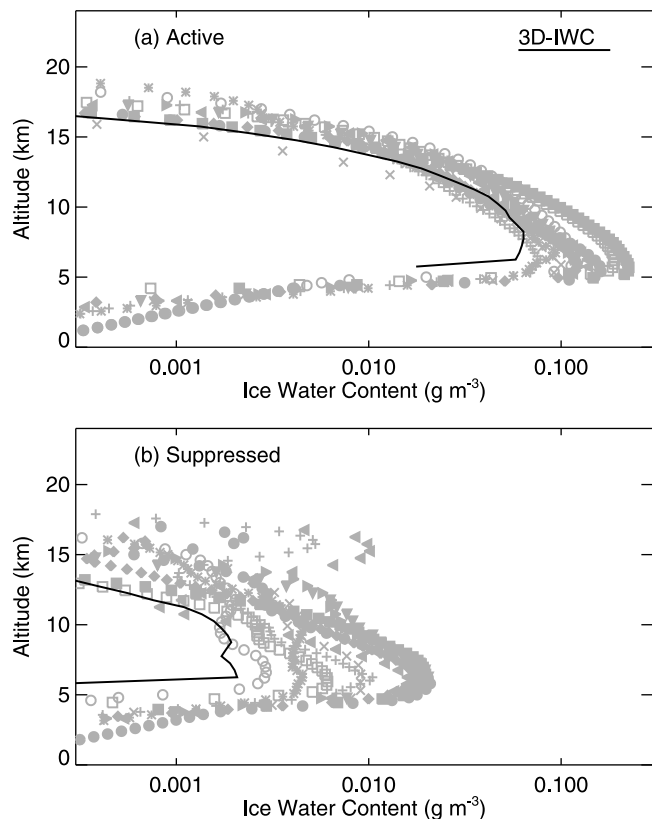 (a) Active
3D-IWC
20
15
10
5
0
Altitude (km)
0.001 0.010 0.100
Ice Water Content (g m⁻³)
(b) Suppressed
20
15
10
5
0
Altitude (km)
0.001 0.010 0.100
Ice Water Content (g m⁻³)